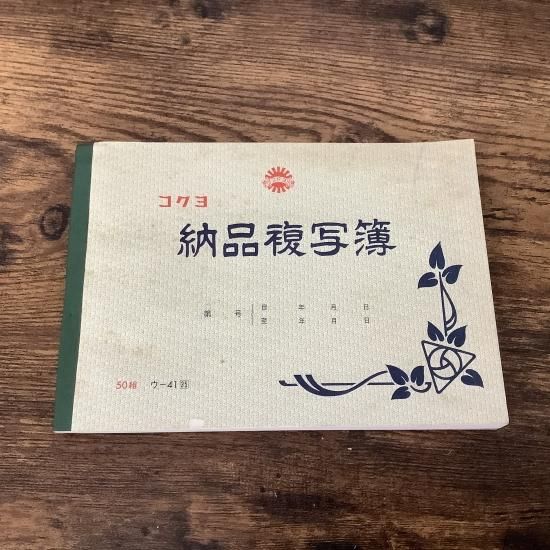 コクヨ
納品複写簿
第 号 自 年 月 日
至 年 月 日
50組 ウ-41